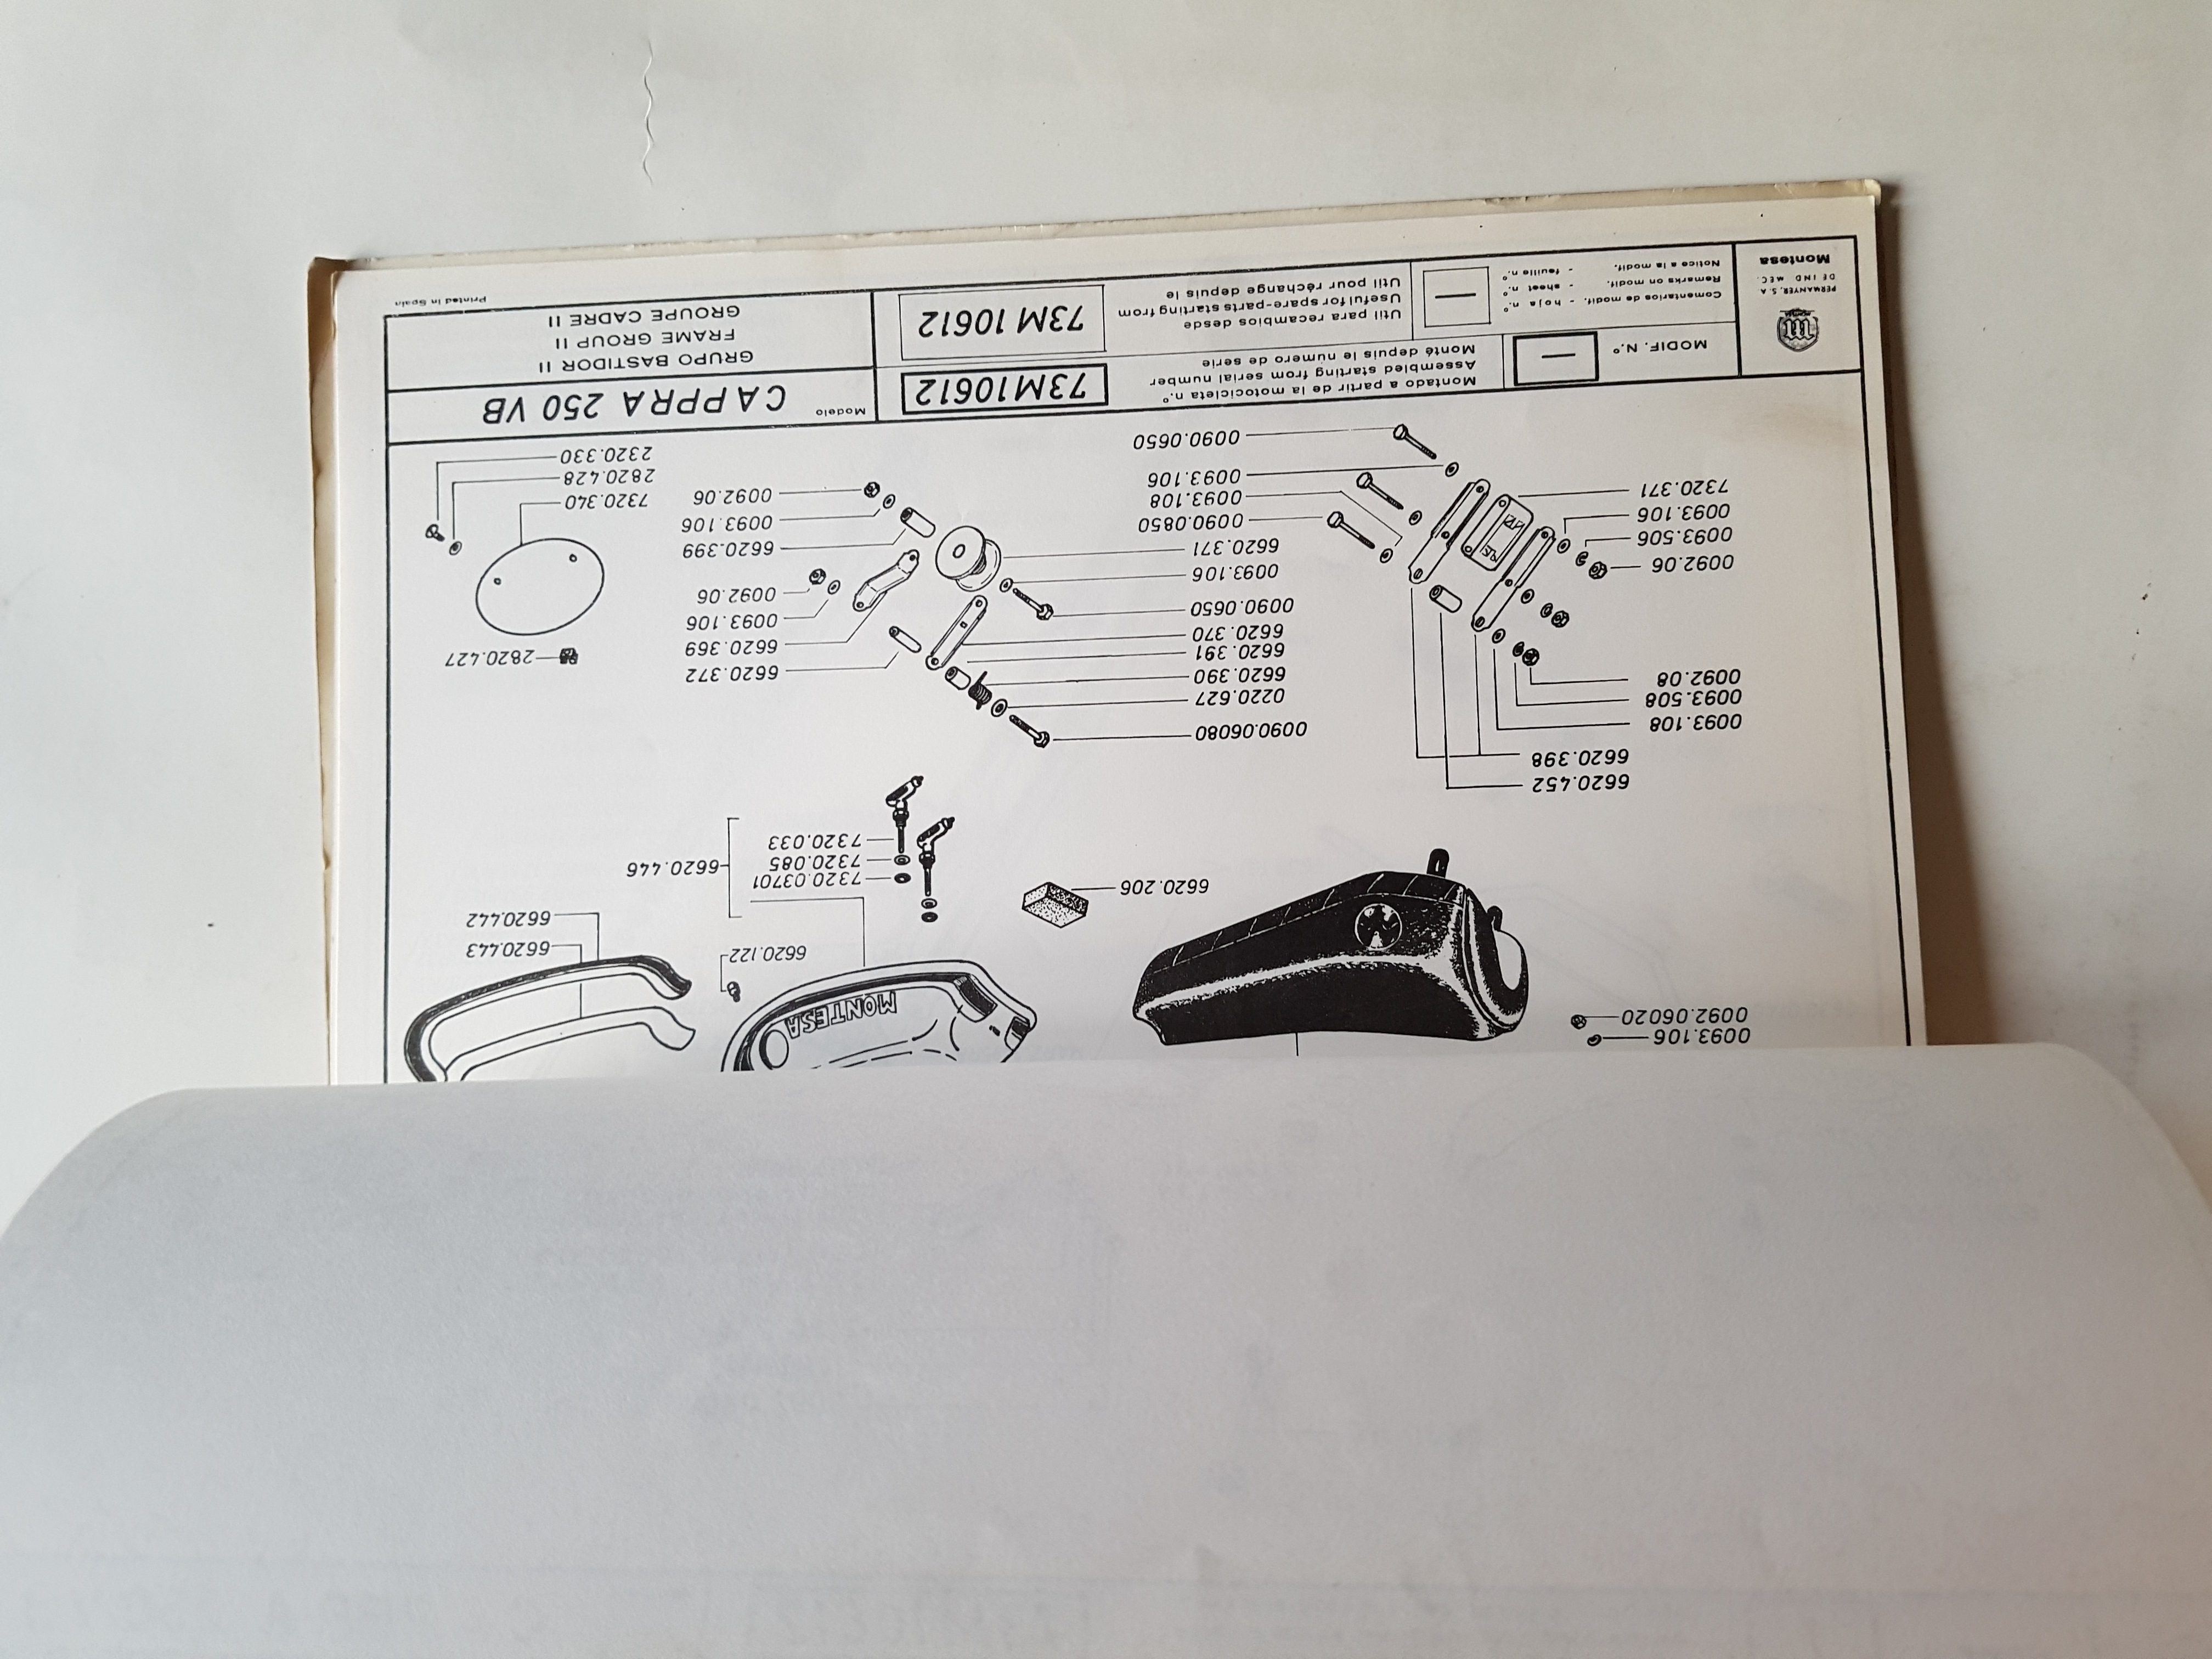 0093.106
0092.06020
MONTESA
6620.122
6620.443
6620.442
6620.206
7320.03701
7320.085
7320.033
6620.446
6620.452
6620.398
0093.108
0093.508
0092.08
0092.06
0093.506
0093.106
7320.371
0090.0850
0093.108
0093.106
0090.0650
0090.06080
0220.627
6620.390
6620.391
6620.370
0090.0650
0093.106
6620.371
6620.372
6620.369
0093.106
0092.06
6620.399
0093.106
0092.06
2820.427
7320.340
2820.428
2320.330
PERMANYER, S. A.
DE IND MEC.
Montesa
MODIF. N.º
—
Comentarios de modif. - hoja n.º
Remarks on modif. - sheet n.º
Notice a la modif. - feuille n.º
—
Montado a partir de la motocicleta n.º
Assembled starting from serial number
Monté depuis le numero de serie
73M10612
Util para recambios desde
Useful for spare-parts starting from
Util pour réchange depuis le
73M 10612
Modelo
CAPPRA 250 VB
GRUPO BASTIDOR II
FRAME GROUP II
GROUPE CADRE II
Printed in Spain